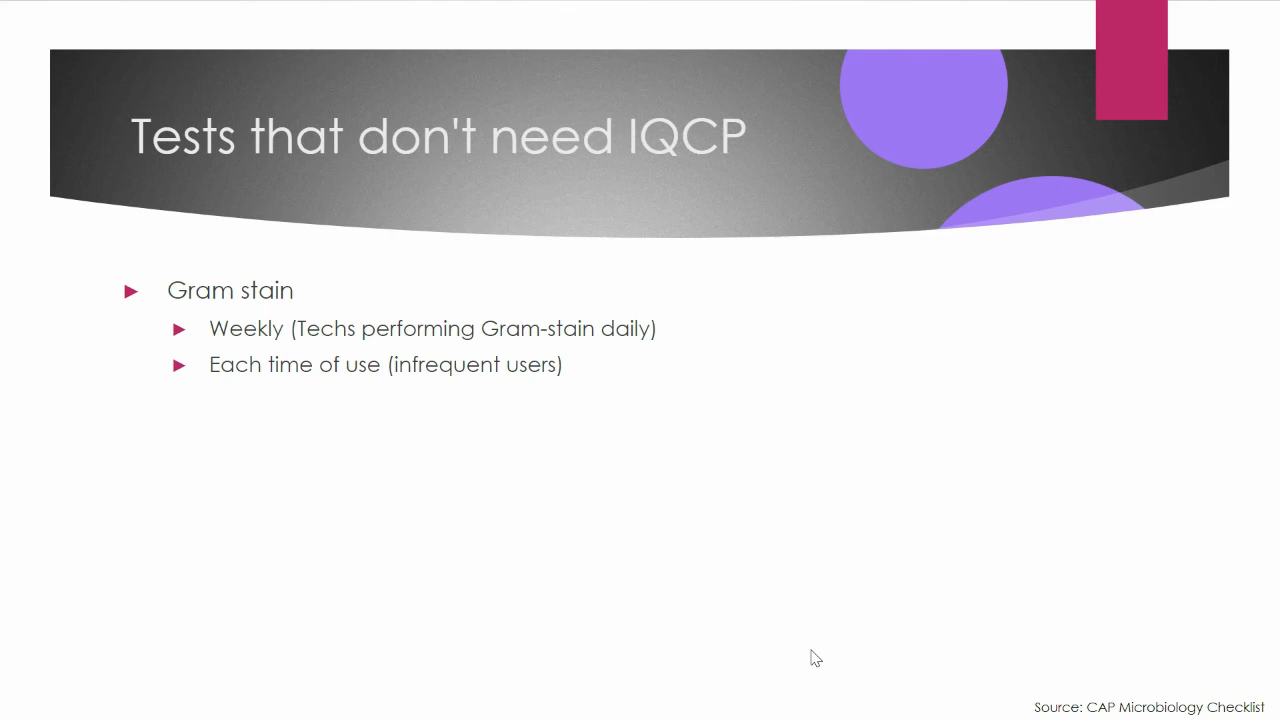 Tests that don't need IQCP
Gram stain
Weekly (Techs performing Gram-stain daily)
Each time of use (infrequent users)
Source: CAP Microbiology Checklist